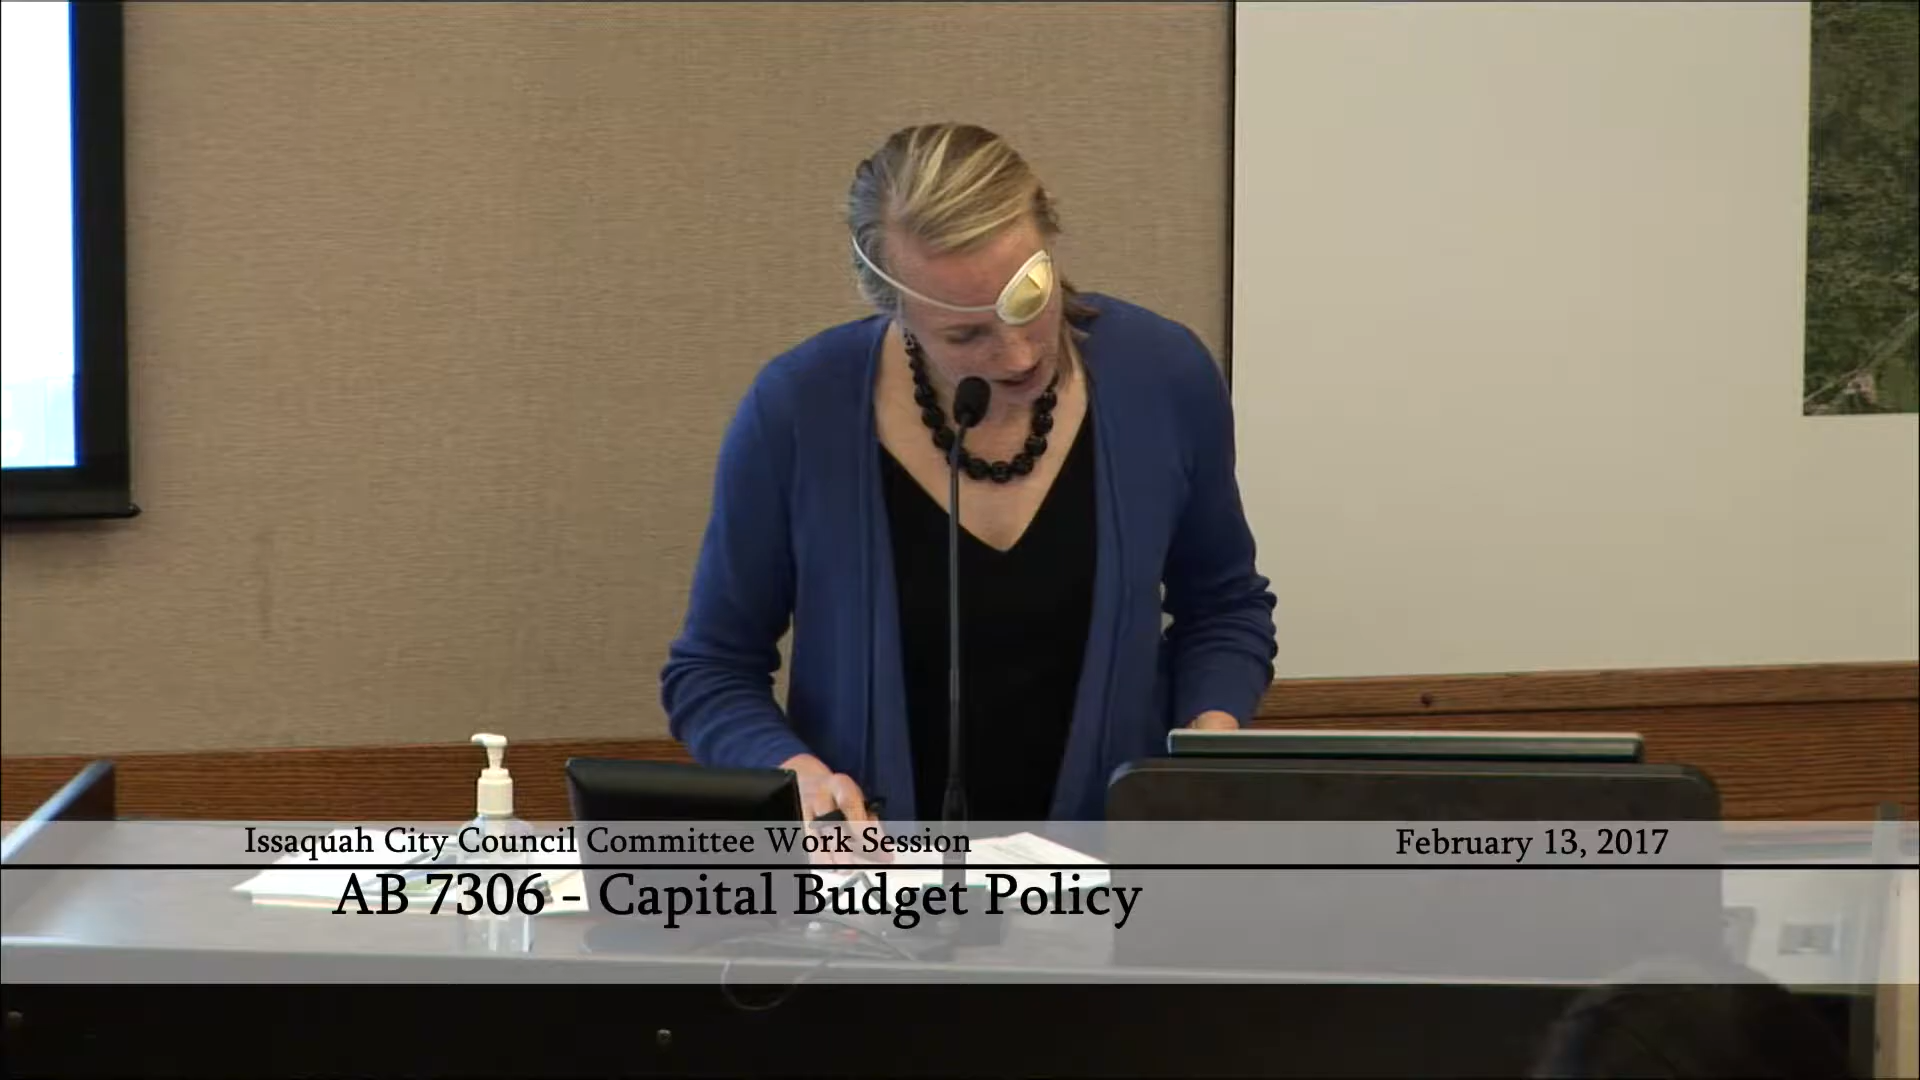 Issaquah City Council Committee Work Session
February 13, 2017
AB 7306 - Capital Budget Policy